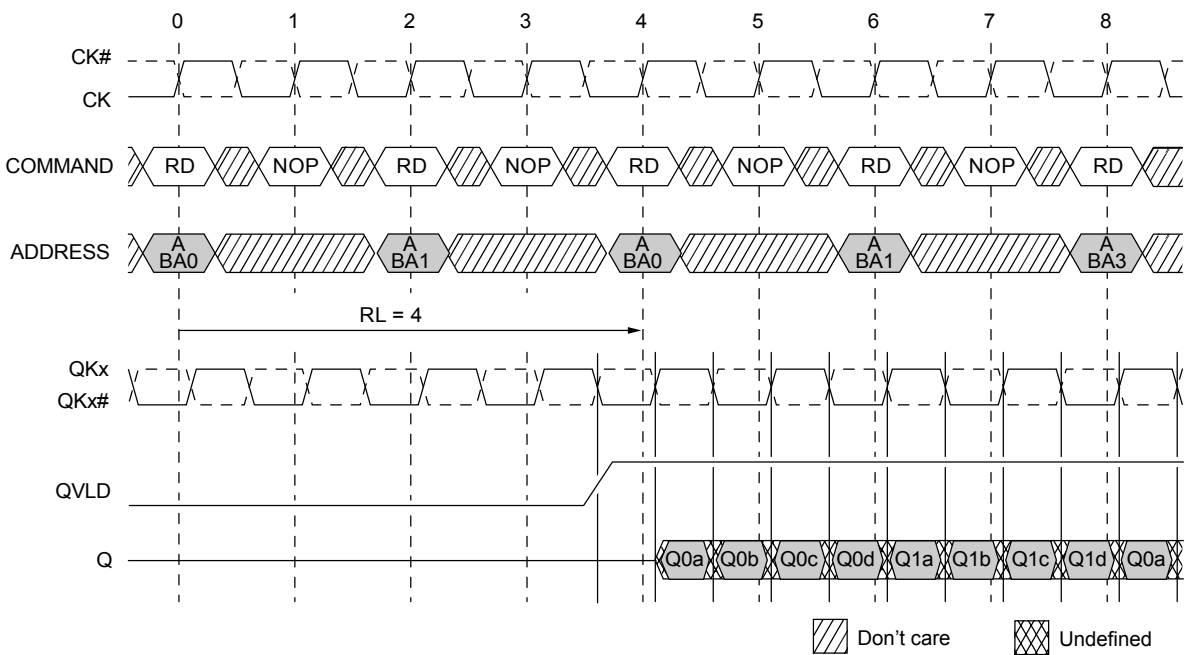 0 1 2 3 4 5 6 7 8
CK#
CK
COMMAND RD NOP RD NOP RD NOP RD NOP RD
ADDRESS
A
BA0
A
BA1
A
BA0
A
BA1
A
BA3
RL = 4
QKx
QKx#
QVLD
Q Q0a Q0b Q0c Q0d Q1a Q1b Q1c Q1d Q0a
Don't care Undefined